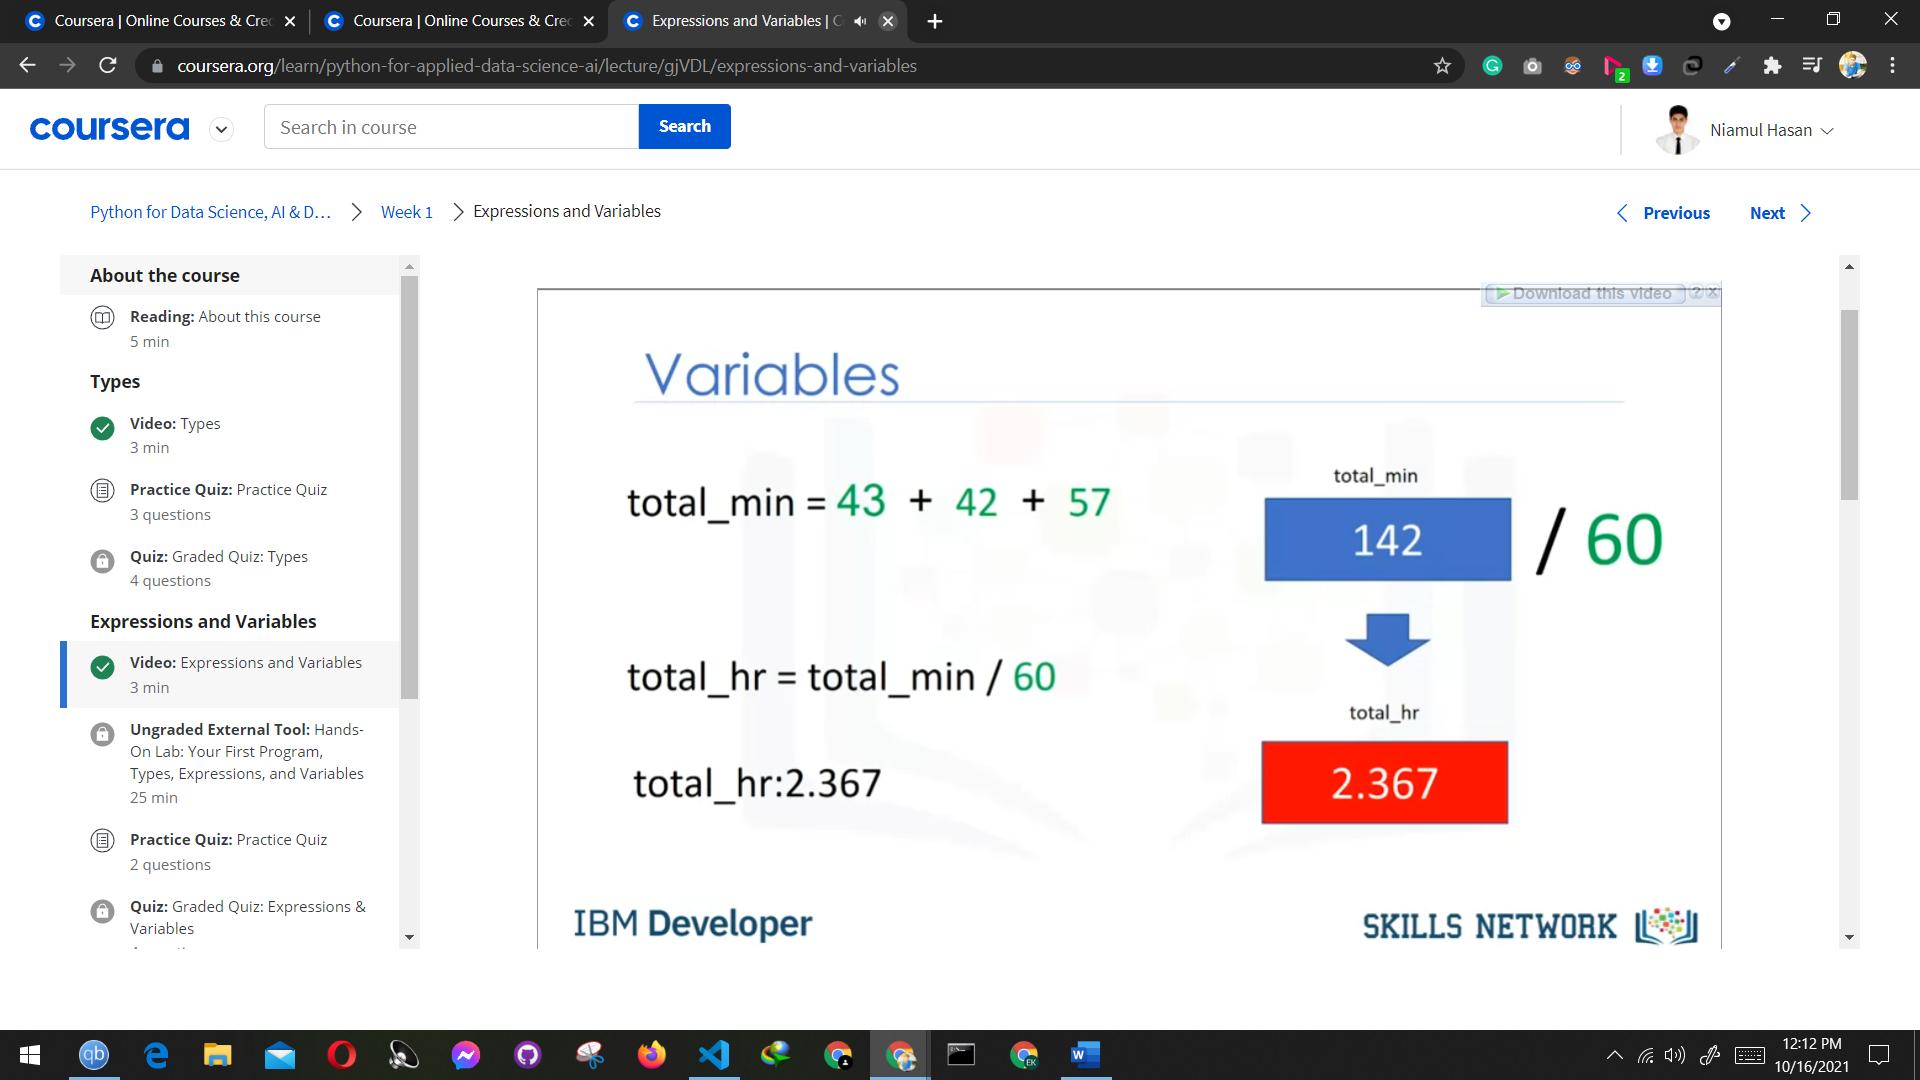 Coursera | Online Courses & Cre
Coursera | Online Courses & Cre
Expressions and Variables |
coursera.org/learn/python-for-applied-data-science-ai/lecture/gjVDL/expressions-and-variables
2
coursera
Search in course
Search
Niamul Hasan
Python for Data Science, AI & D...
Week 1
Expressions and Variables
Previous
Next
About the course
Reading: About this course
5 min
Types
Video: Types
3 min
Practice Quiz: Practice Quiz
3 questions
Quiz: Graded Quiz: Types
4 questions
Expressions and Variables
Video: Expressions and Variables
3 min
Ungraded External Tool: Hands-
On Lab: Your First Program,
Types, Expressions, and Variables
25 min
Practice Quiz: Practice Quiz
2 questions
Quiz: Graded Quiz: Expressions &
Variables
Download this video ? X
Variables
total_min = 43 + 42 + 57
total_min
142 / 60
total_hr = total_min / 60
total_hr
total_hr:2.367
2.367
IBM Developer
SKILLS NETWORK
qb
EK
W
12:12 PM
10/16/2021